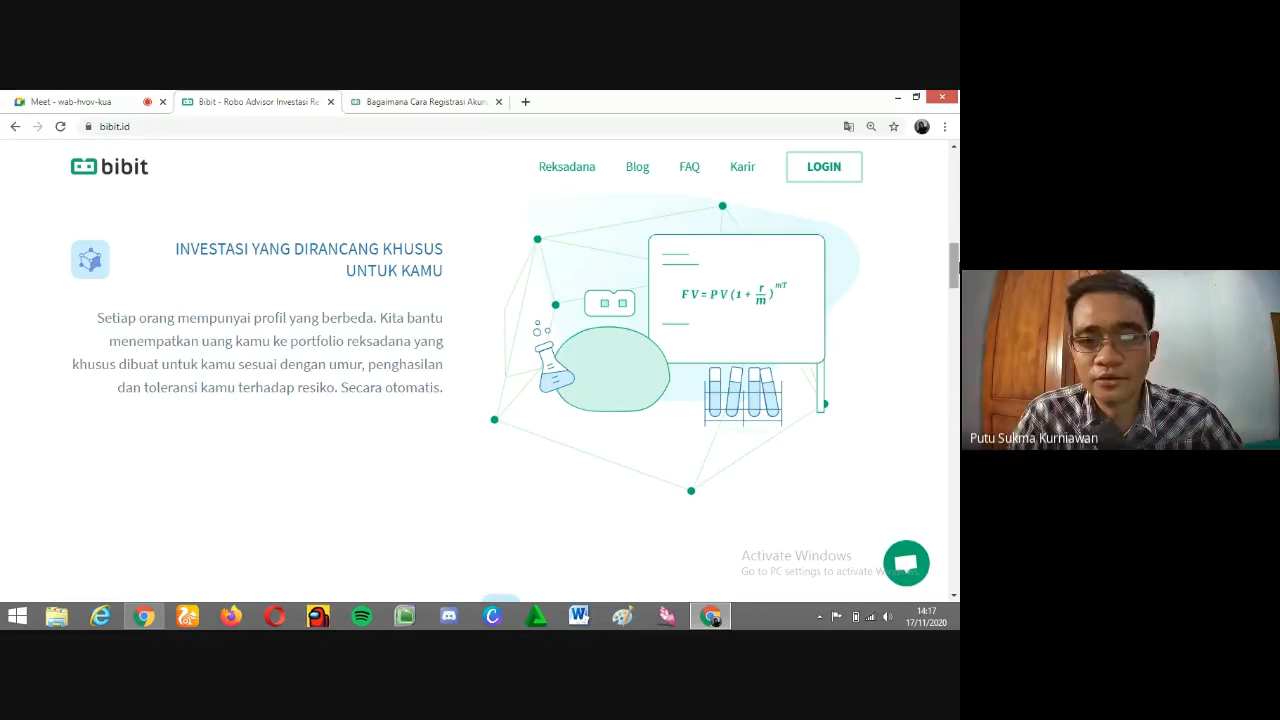 Meet - wab-hvov-kua
Bibit - Robo Advisor Investasi Re
Bagaimana Cara Registrasi Akun
bibit.id
bibit
Reksadana
Blog
FAQ
Karir
LOGIN
INVESTASI YANG DIRANCANG KHUSUS
UNTUK KAMU
Setiap orang mempunyai profil yang berbeda. Kita bantu
menempatkan uang kamu ke portfolio reksadana yang
khusus dibuat untuk kamu sesuai dengan umur, penghasilan
dan toleransi kamu terhadap resiko. Secara otomatis.
FV = PV (1 + r/m)^mT
Putu Sukma Kurniawan
Activate Windows
Go to PC settings to activate
14:17
17/11/2020